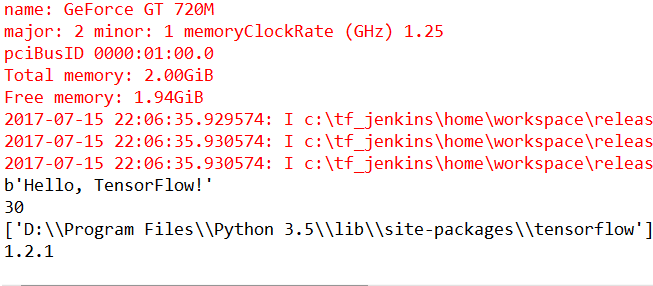 name: GeForce GT 720M
major: 2 minor: 1 memoryClockRate (GHz) 1.25
pciBusID 0000:01:00.0
Total memory: 2.00GiB
Free memory: 1.94GiB
2017-07-15 22:06:35.929574: I c:\tf_jenkins\home\workspace\releas
2017-07-15 22:06:35.930574: I c:\tf_jenkins\home\workspace\releas
2017-07-15 22:06:35.930574: I c:\tf_jenkins\home\workspace\releas
b'Hello, TensorFlow!'
30
['D:\\Program Files\\Python 3.5\\lib\\site-packages\\tensorflow']
1.2.1